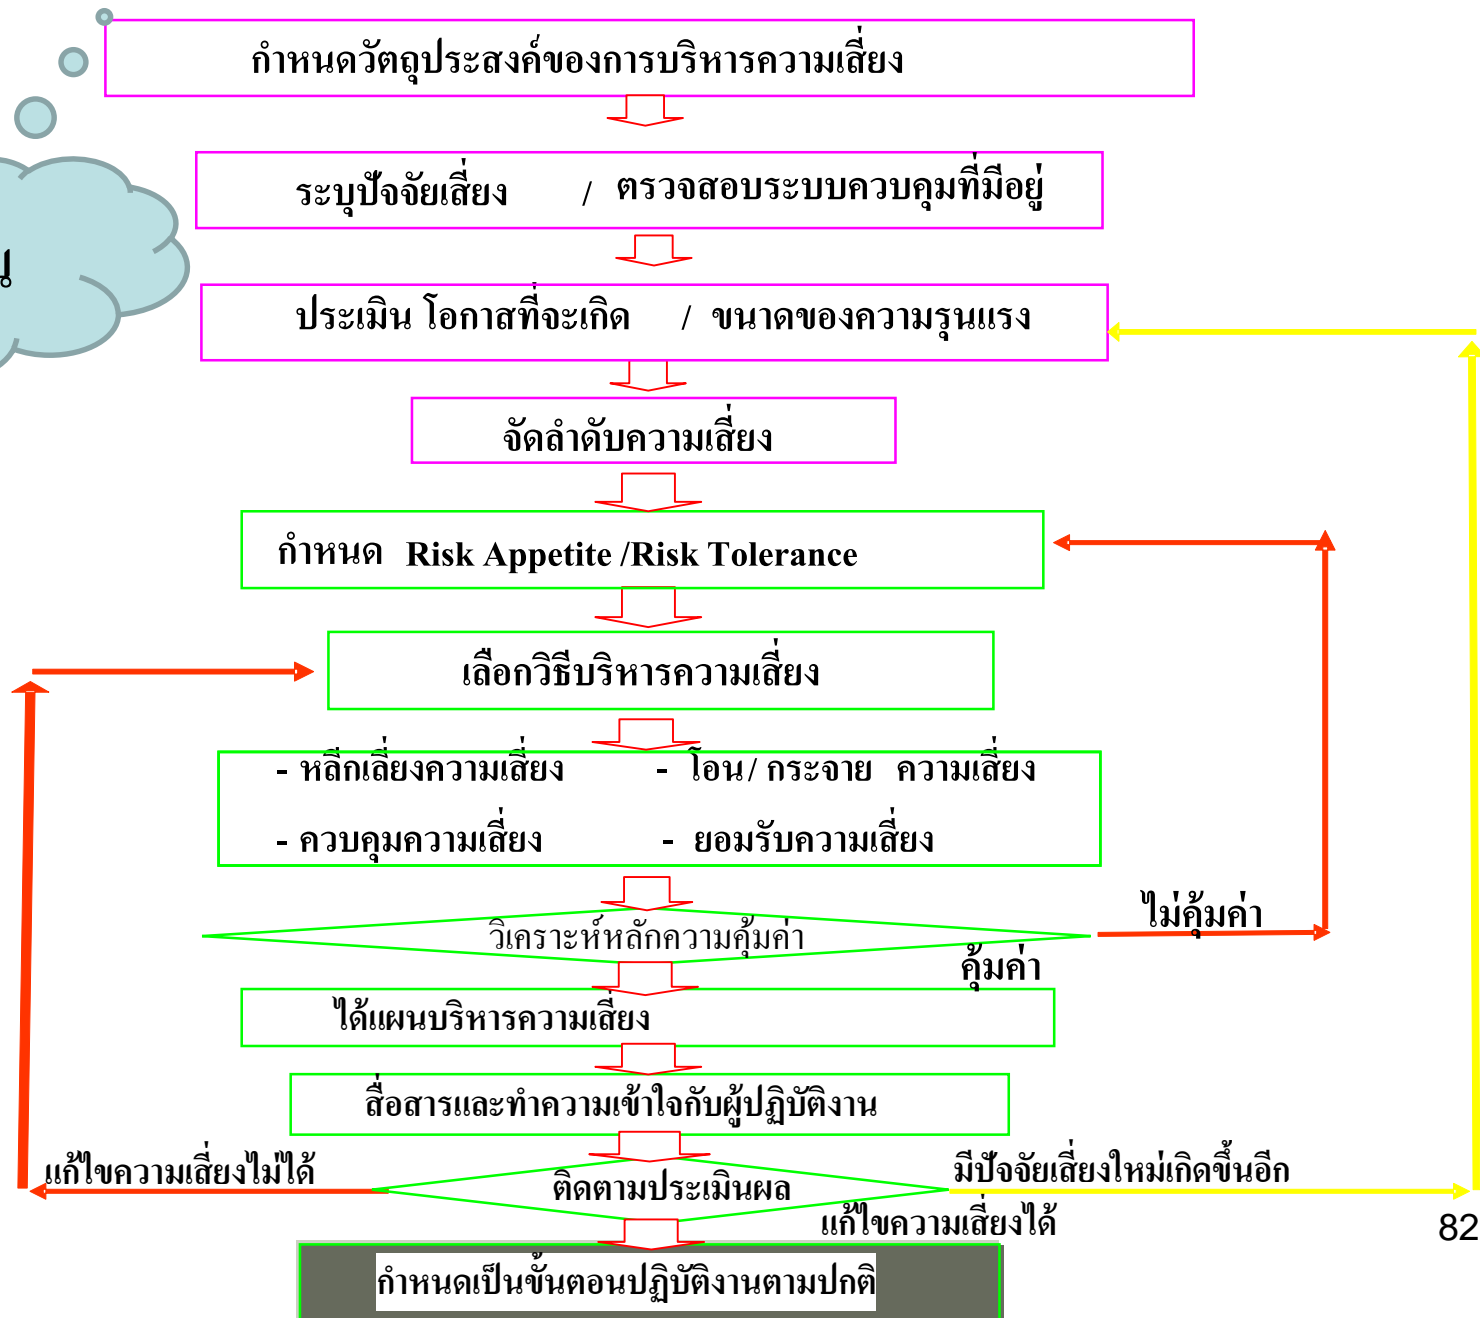 กำหนดวัตถุประสงค์ของการบริหารความเสี่ยง
ระบุปัจจัยเสี่ยง / ตรวจสอบระบบควบคุมที่มีอยู่
ประเมิน โอกาสที่จะเกิด / ขนาดของความรุนแรง
จัดลำดับความเสี่ยง
กำหนด Risk Appetite /Risk Tolerance
เลือกวิธีบริหารความเสี่ยง
- หลีกเลี่ยงความเสี่ยง - โอน / กระจาย ความเสี่ยง
- ควบคุมความเสี่ยง - ยอมรับความเสี่ยง
ไม่คุ้มค่า
วิเคราะห์หลักความคุ้มค่า
คุ้มค่า
ได้แผนบริหารความเสี่ยง
สื่อสารและทำความเข้าใจกับผู้ปฏิบัติงาน
แก้ไขความเสี่ยงไม่ได้
มีปัจจัยเสี่ยงใหม่เกิดขึ้นอีก
ติดตามประเมินผล
แก้ไขความเสี่ยงได้
82
กำหนดเป็นขั้นตอนปฏิบัติงานตามปกติ